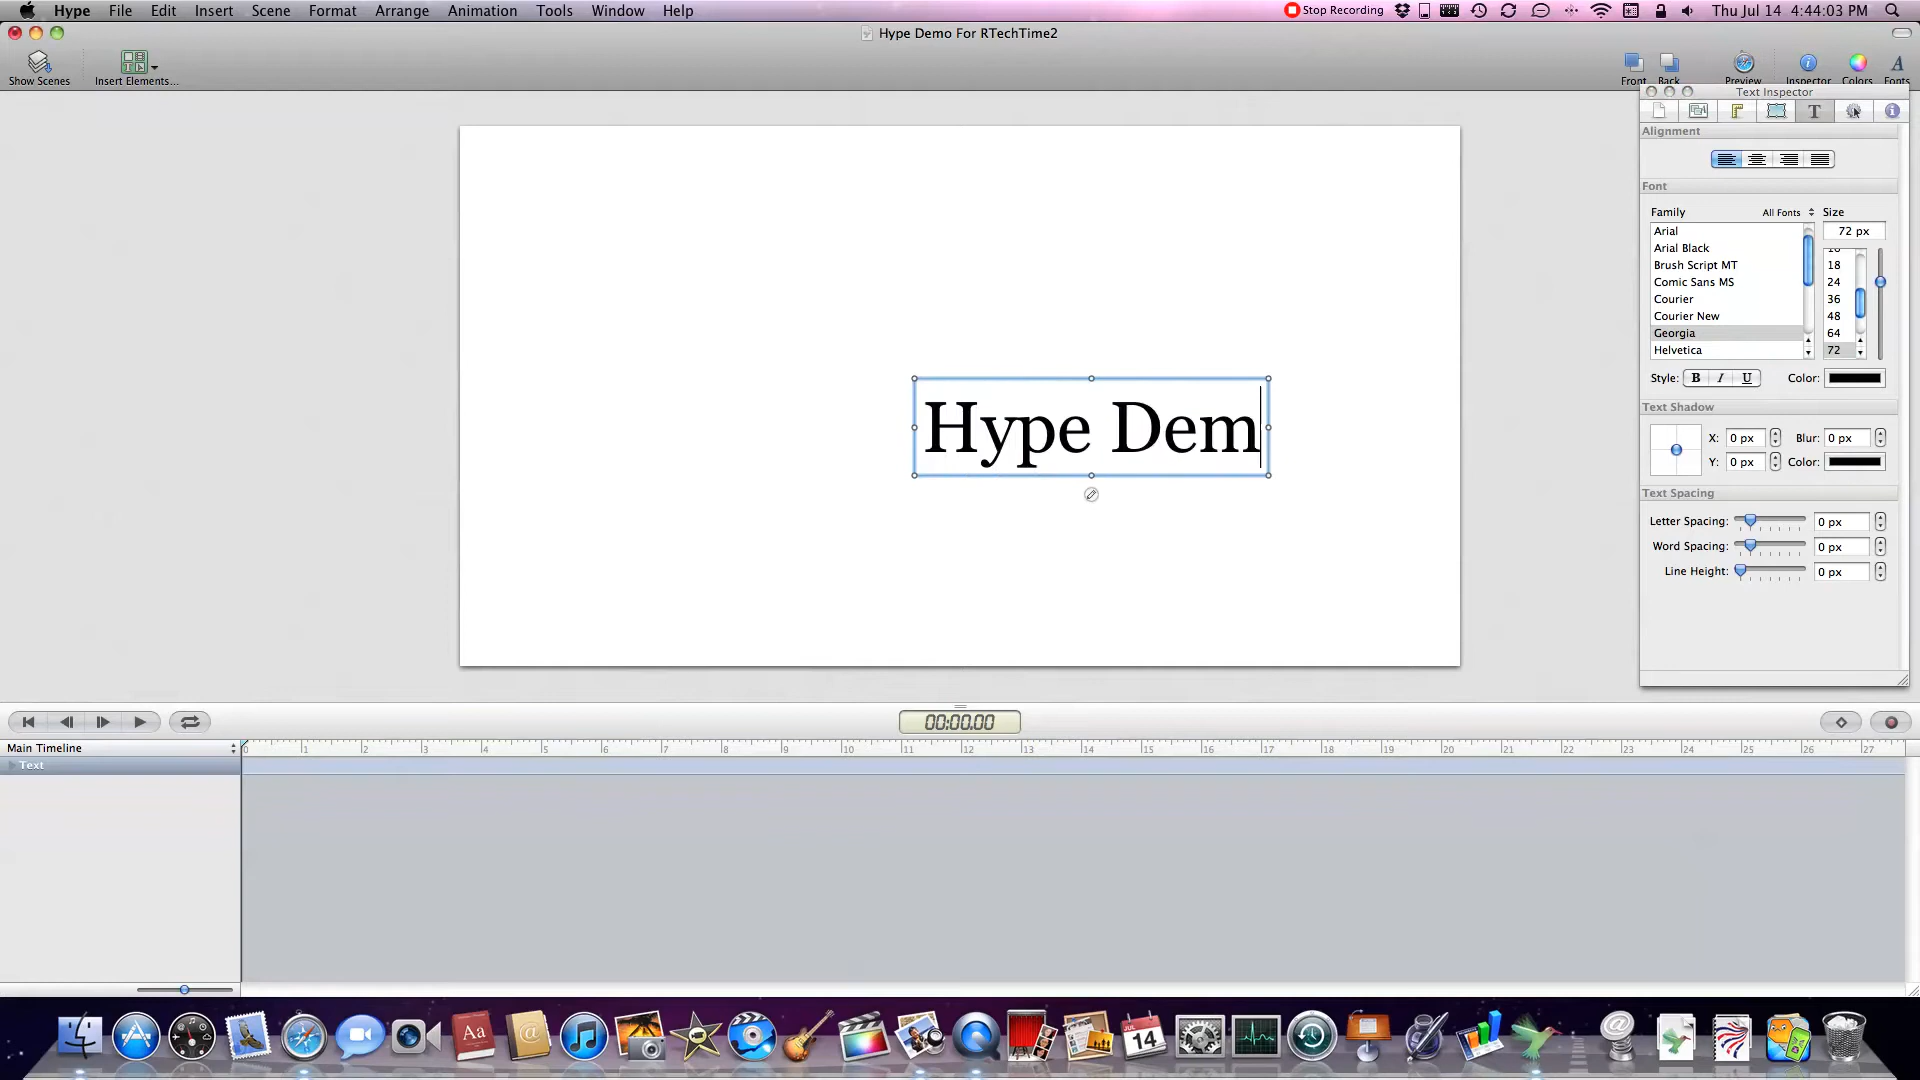 Hype File Edit Insert Scene Format Arrange Animation Tools Window Help Stop Recording Thu Jul 14 4:44:03 PM
Hype Demo For RTechTime2
Show Scenes Insert Elements... Front Back Preview Inspector Colors Fonts
Text Inspector
Alignment
Font
Family All Fonts Size
72 px
Arial
Arial Black
Brush Script MT 18
Comic Sans MS 24
Courier 36
Courier New 48
Georgia 64
Helvetica 72
Style: B I U Color:
Text Shadow
X: 0 px Blur: 0 px
Y: 0 px Color:
Text Spacing
Letter Spacing: 0 px
Word Spacing: 0 px
Line Height: 0 px
Hype Dem
00:00.00
Main Timeline 0 1 2 3 4 5 6 7 8 9 10 11 12 13 14 15 16 17 18 19 20 21 22 23 24 25 26 27
Text
Aa @ JUL 14 @